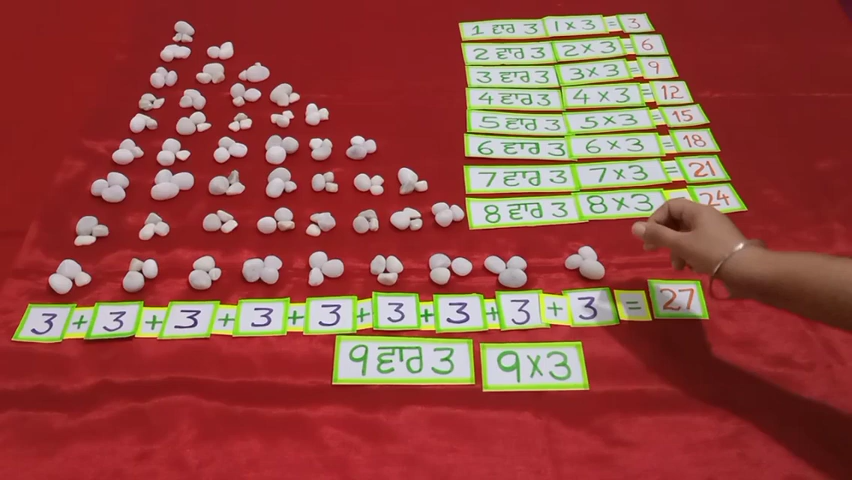 1 ਵਾਰ 3 1×3 = 3
2 ਵਾਰ 3 2×3 = 6
3 ਵਾਰ 3 3×3 = 9
4 ਵਾਰ 3 4×3 = 12
5 ਵਾਰ 3 5×3 = 15
6 ਵਾਰ 3 6×3 = 18
7 ਵਾਰ 3 7×3 = 21
8 ਵਾਰ 3 8×3 = 24
3 + 3 + 3 + 3 + 3 + 3 + 3 + 3 + 3 = 27
9 ਵਾਰ 3 9×3